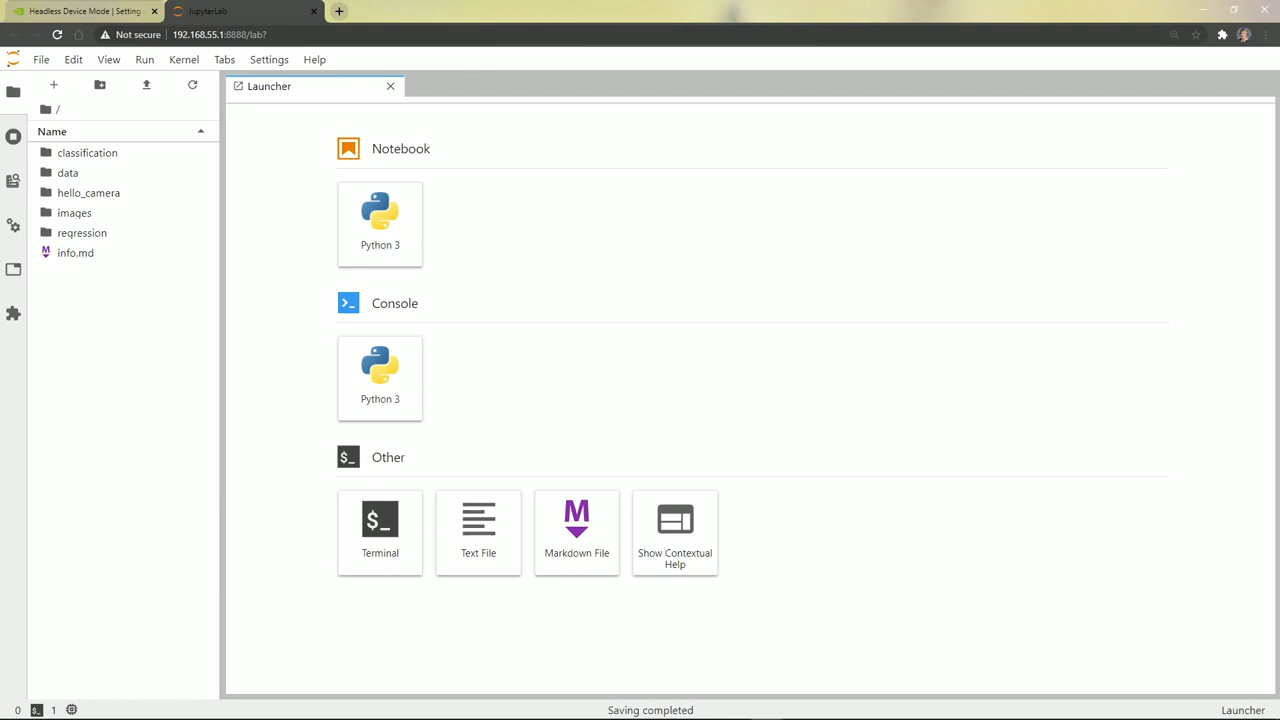 Headless Device Mode | Setting
JupyterLab
Not secure
192.168.55.1:8888/lab?
File Edit View Run Kernel Tabs Settings Help
Launcher
/
Name
classification
data
hello_camera
images
regression
M info.md
Notebook
Python 3
Console
>_
Python 3
$_ Other
$_ M
Terminal Text File Markdown File Show Contextual
Help
0 $_ 1 Saving completed Launcher